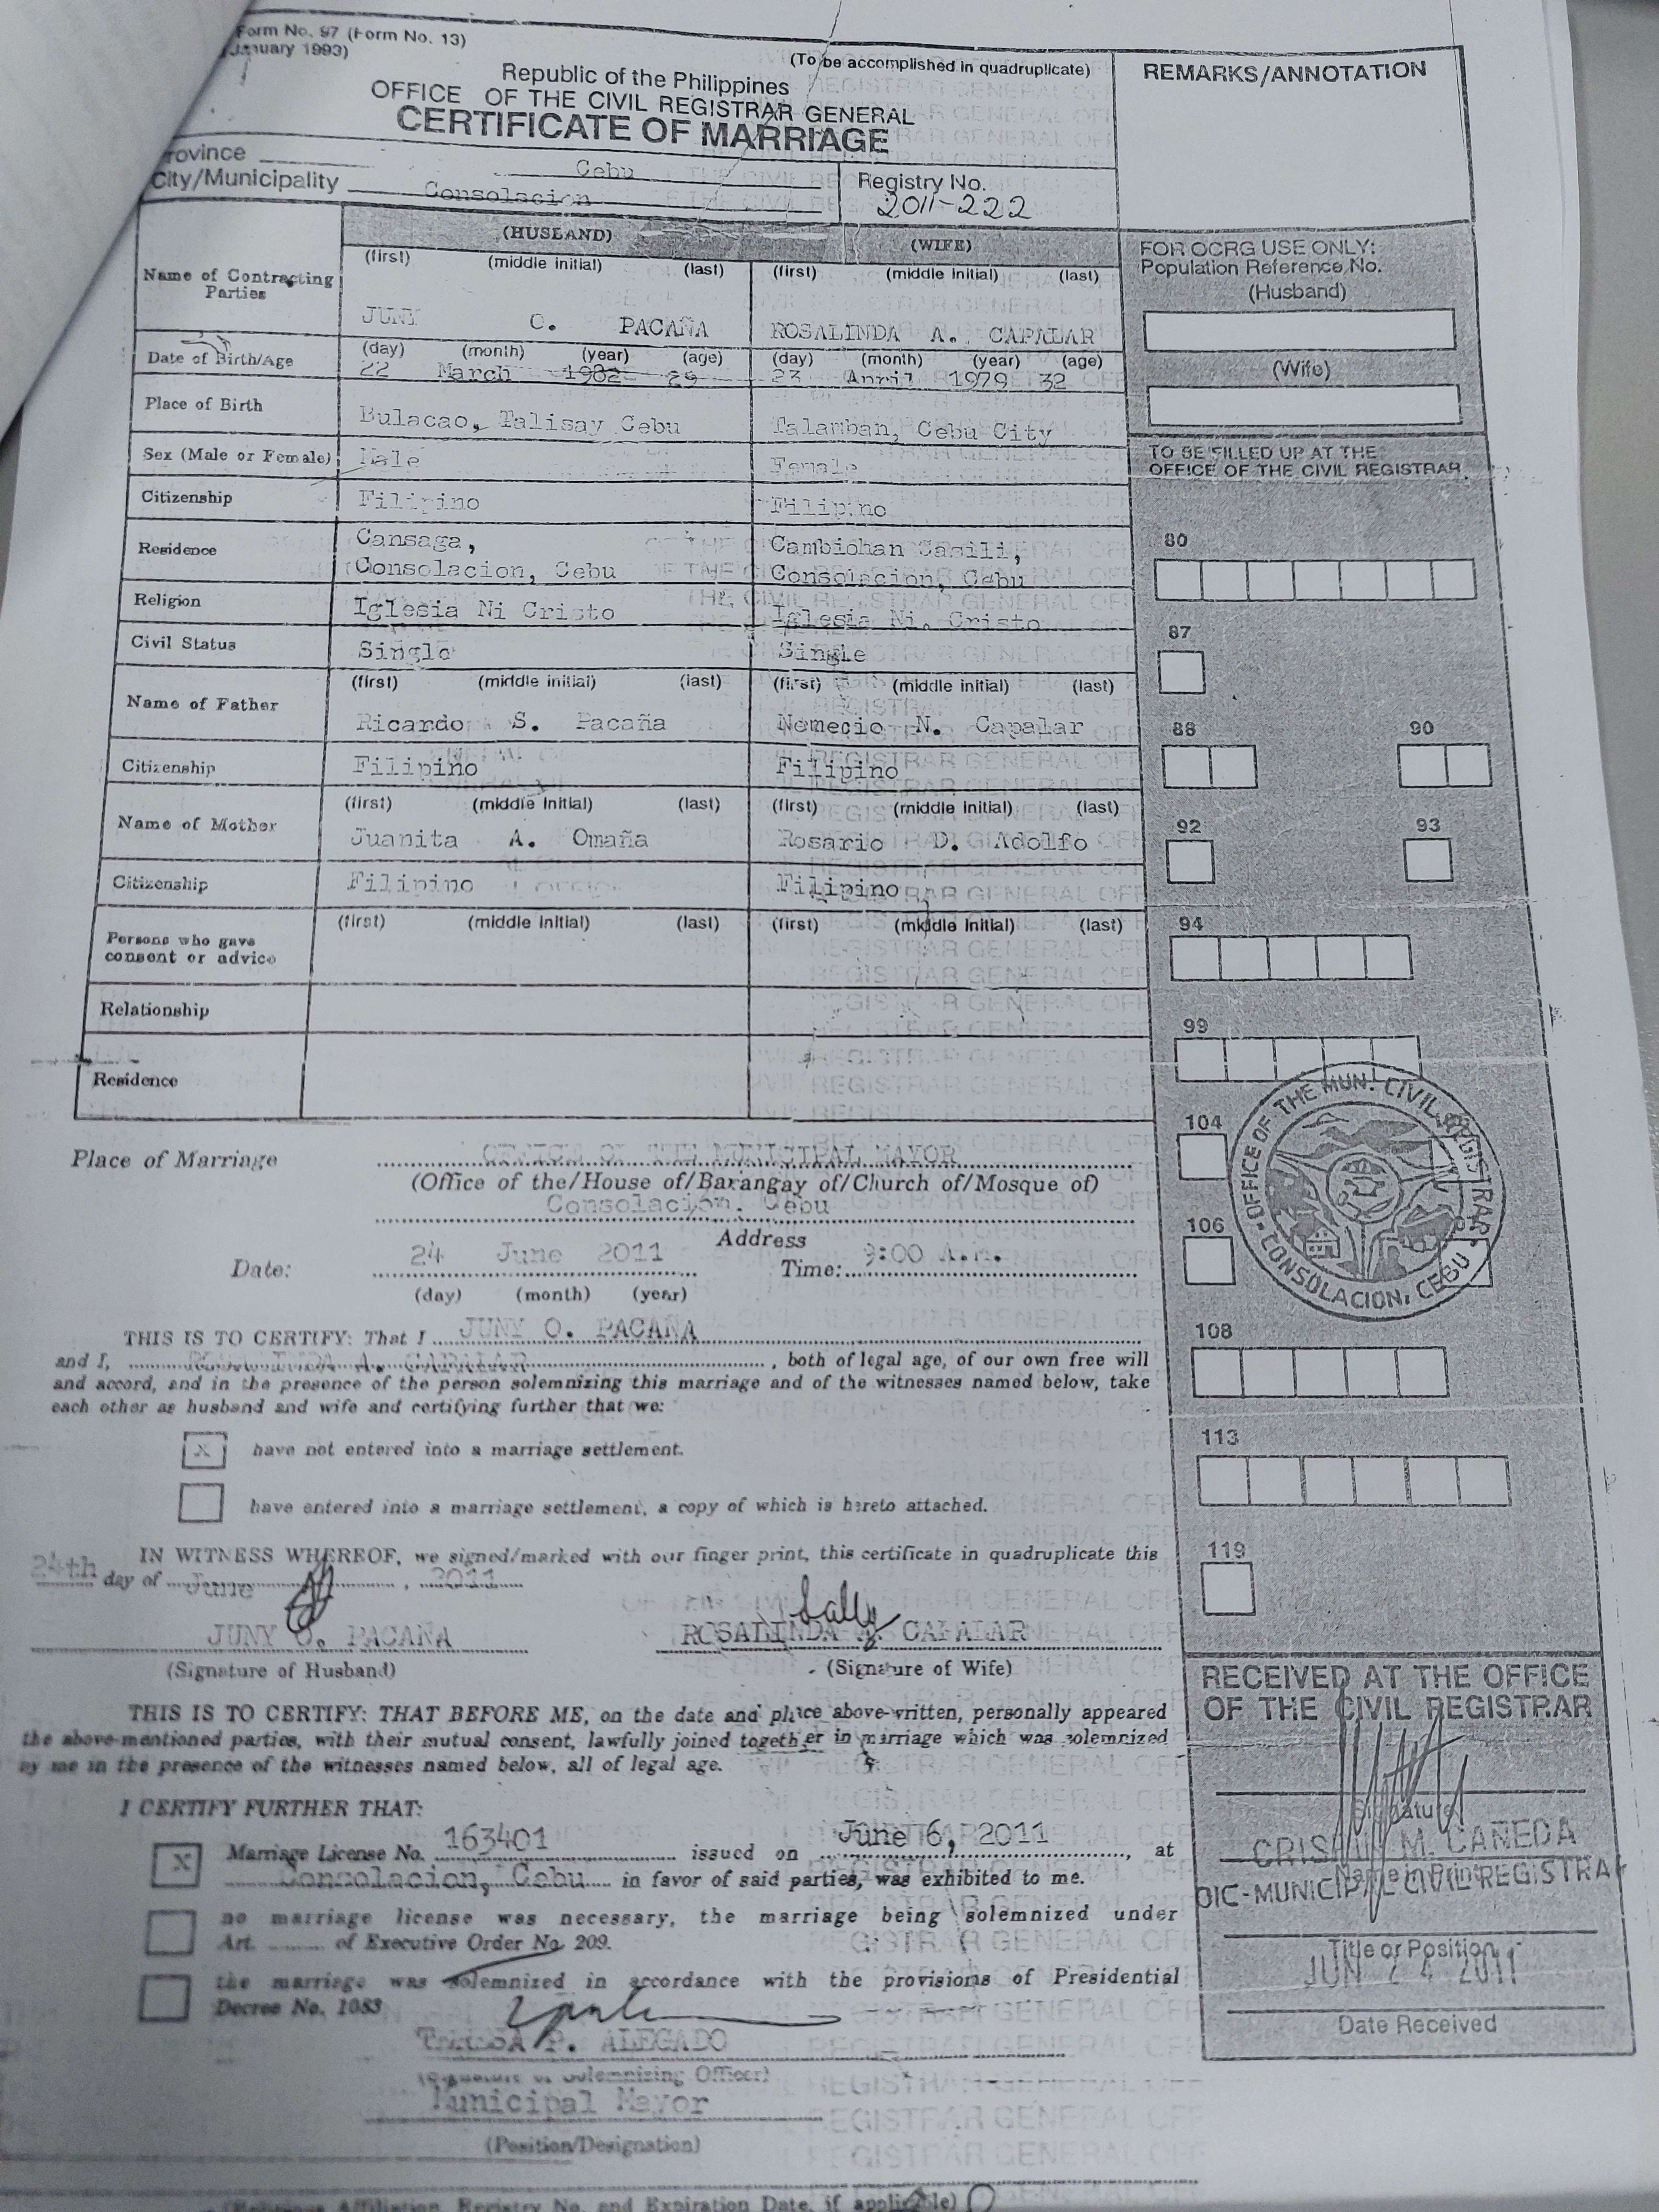 Form No. 97 (Form No. 13)
January 1993)
(To be accomplished in quadruplicate)
Republic of the Philippines
OFFICE OF THE CIVIL REGISTRAR GENERAL
CERTIFICATE OF MARRIAGE
REMARKS/ANNOTATION
rovince Cebu
City/Municipality Consolacion
Registry No.
2011-222
(HUSBAND) (WIFE)
Name of Contracting Parties
(first) (middle initial) (last) (first) (middle initial) (last)
JUNY O. PACAÑA ROSALINDA A. CAPALAR
Date of Birth/Age
(day) (month) (year) (age) (day) (month) (year) (age)
22 March 1982 29 23 April 1979 32
Place of Birth Bulacao, Talisay Cebu Talamban, Cebu City
Sex (Male or Female) Male Female
Citizenship Filipino Filipino
Residence Cansaga, Cambiohan Casili,
Consolacion, Cebu Consolacion, Cebu
Religion Iglesia Ni Cristo Iglesia Ni. Cristo
Civil Status Single Single
(first) (middle initial) (last) (first) (middle initial) (last)
Name of Father Ricardo S. Pacaña Nemecio N. Capalar
Citizenship Filipino Filipino
(first) (middle initial) (last) (first) (middle initial) (last)
Name of Mother Juanita A. Omaña Rosario D. Adolfo
Citizenship Filipino Filipino
(first) (middle initial) (last) (first) (middle initial) (last)
Persons who gave
consent or advice
Relationship
Residence
Place of Marriage OFFICE OF THE MUNICIPAL MAYOR
(Office of the/House of/Barangay of/Church of/Mosque of)
Consolacion, Cebu
Address
Date: 24 June 2011 Time: 9:00 A.M.
(day) (month) (year)
THIS IS TO CERTIFY: That I JUNY O. PACAÑA
and I, ROSALINDA A. CAPALAR, both of legal age, of our own free will
and accord, and in the presence of the person solemnizing this marriage and of the witnesses named below, take
each other as husband and wife and certifying further that we:
x have not entered into a marriage settlement.
have entered into a marriage settlement, a copy of which is hereto attached.
IN WITNESS WHEREOF, we signed/marked with our finger print, this certificate in quadruplicate this
24th day of June, 2011
Sally
JUNY O. PACAÑA ROSALINDA A. CAPALAR
(Signature of Husband) (Signature of Wife)
THIS IS TO CERTIFY: THAT BEFORE ME, on the date and place above-written, personally appeared
the above-mentioned parties, with their mutual consent, lawfully joined together in marriage which was solemnized
by me in the presence of the witnesses named below, all of legal age.
I CERTIFY FURTHER THAT:
x Marriage License No. 163401 issued on June 6, 2011, at
Consolacion, Cebu in favor of said parties, was exhibited to me.
no marriage license was necessary, the marriage being solemnized under
Art. of Executive Order No. 209.
the marriage was solemnized in accordance with the provisions of Presidential
Decree No. 1083
TERESA P. ALEGADO
(Signature of Solemnizing Officer)
Municipal Mayor
(Position/Designation)
(Religious Affiliation, Registry No. and Expiration Date, if applicable)
FOR OCRG USE ONLY:
Population Reference No.
(Husband)
(Wife)
TO BE FILLED UP AT THE
OFFICE OF THE CIVIL REGISTRAR
80
87
88 90
92 93
94
99
104
106
108
113
119
OFFICE OF THE MUN. CIVIL REGISTRAR
CONSOLACION, CEBU
RECEIVED AT THE OFFICE
OF THE CIVIL REGISTRAR
Signature
M. CAÑEDA
Name in Print
OIC-MUNICIPAL CIVIL REGISTRAR
Title or Position
JUN 24 2011
Date Received